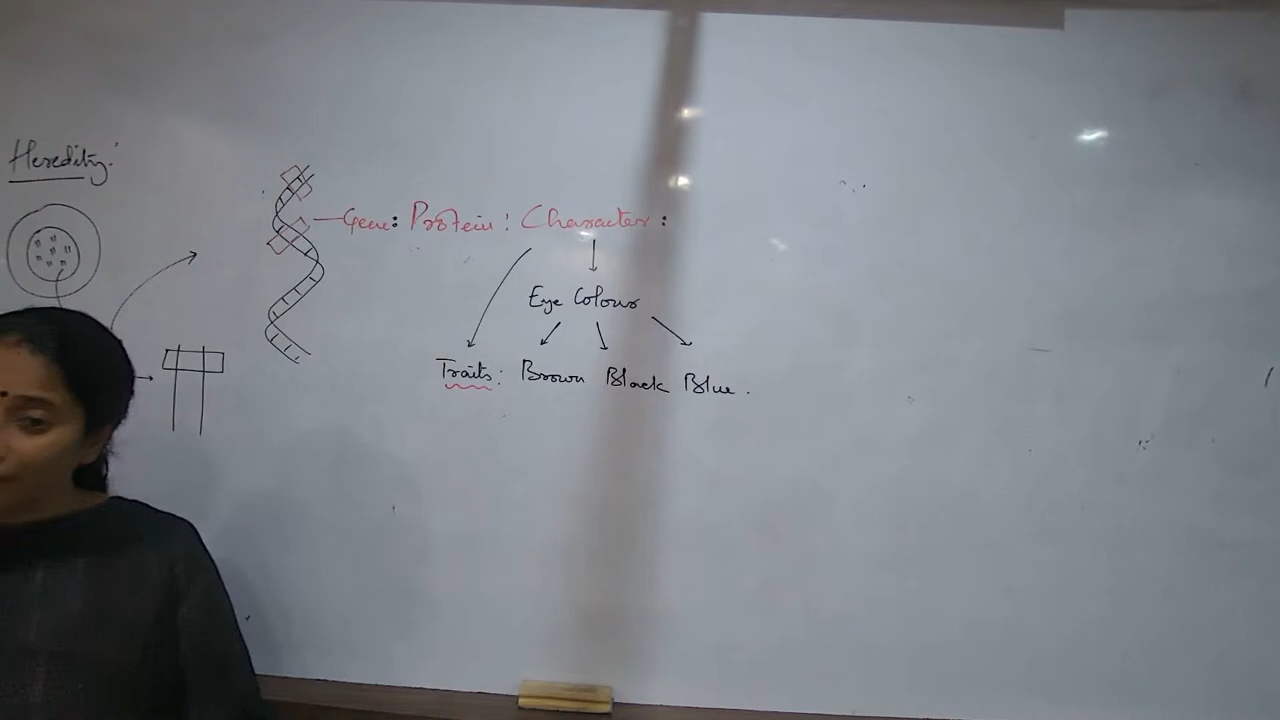 Heredity:
Gene: Protein: Character:
Eye Colour
Traits: Brown Black Blue.